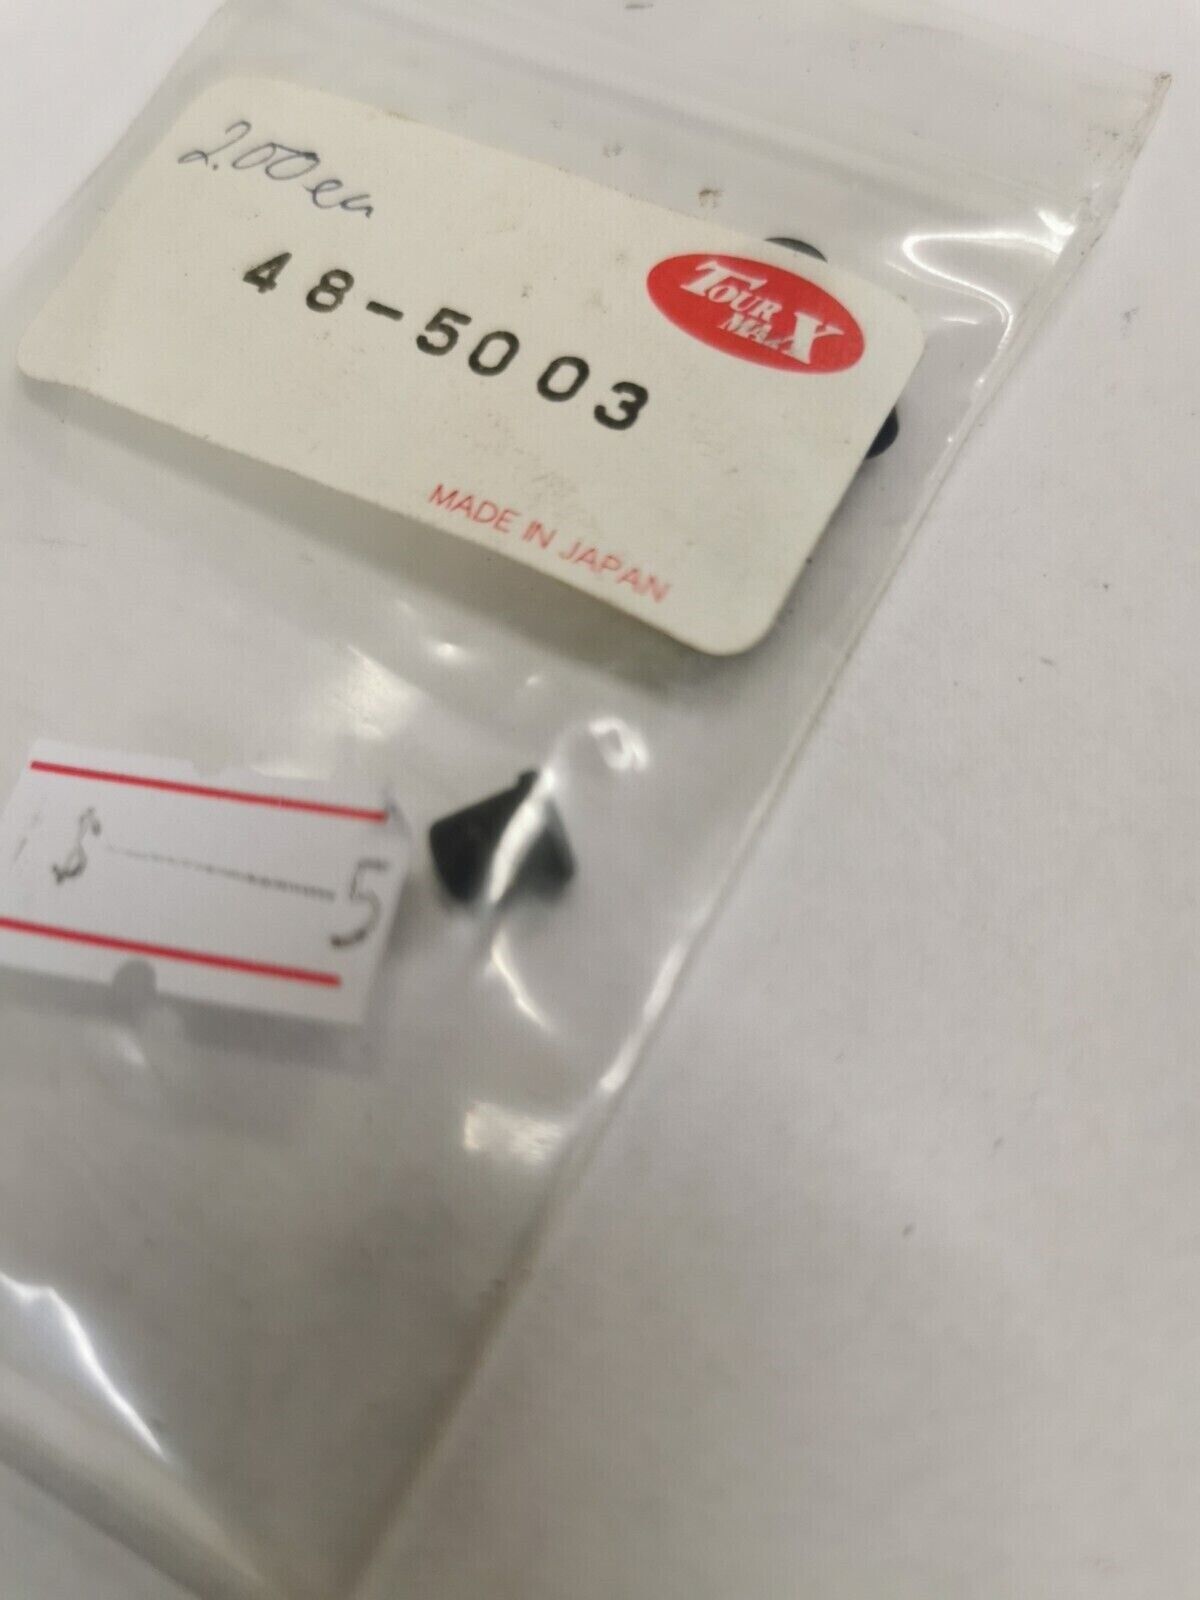 2.00 ea
48-5003
TOUR
MAX
MADE IN JAPAN
$ 5